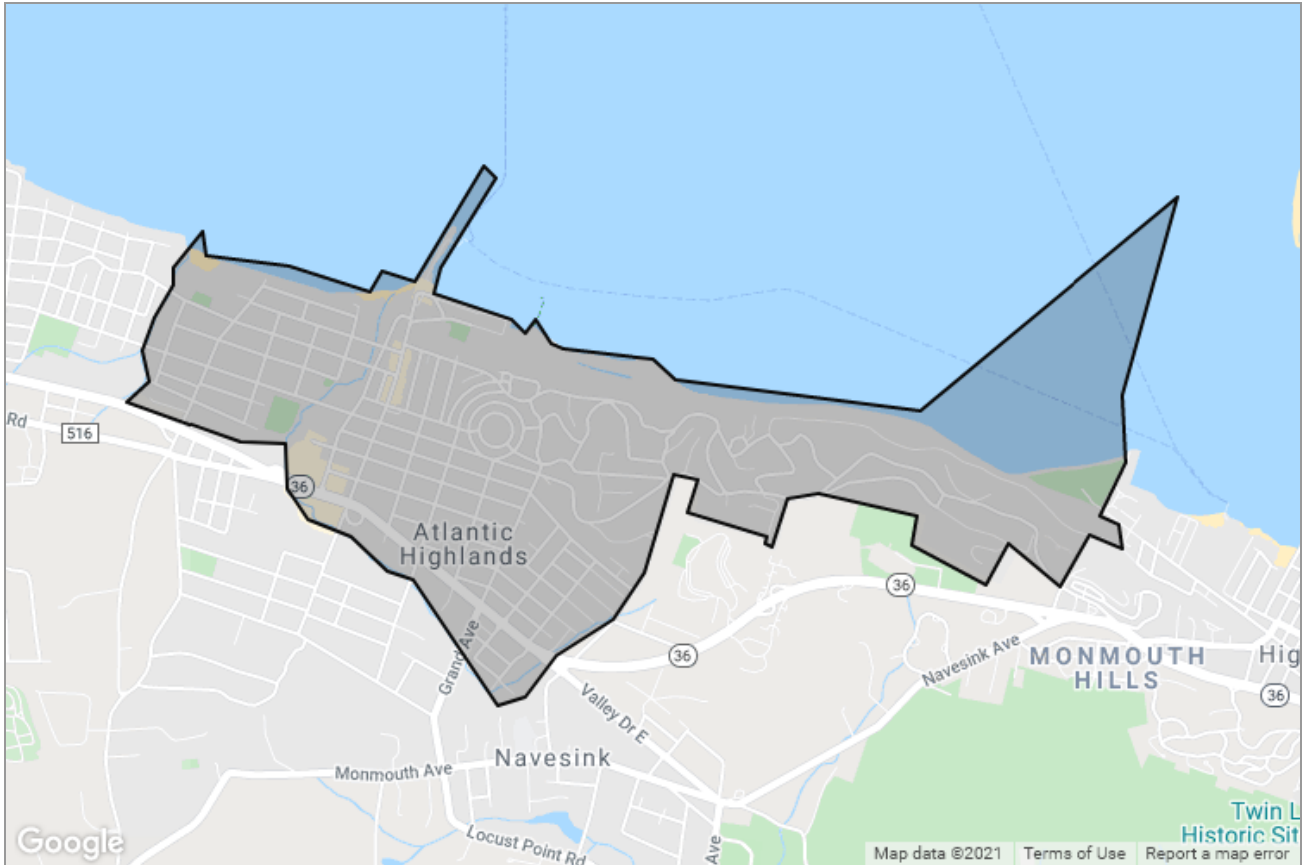 Rd
516
36
Atlantic
Highlands
36
Grand Ave
36
Navesink Ave
MONMOUTH
HILLS
Hig
36
Valley Dr E
Navesink
Monmouth Ave
Locust Point Rd
Ave
Twin L
Historic Sit
Google
Map data ©2021
Terms of Use
Report a map error